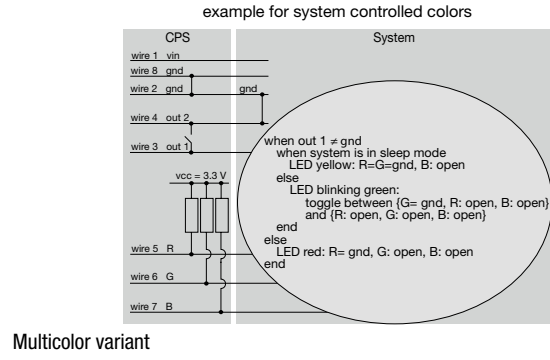 example for system controlled colors
CPS
System
wire 1 vin
wire 8 gnd
wire 2 gnd
gnd
wire 4 out 2
wire 3 out 1
vcc = 3.3 V
when out 1 ≠ gnd
when system is in sleep mode
LED yellow: R=G=gnd, B: open
else
LED blinking green:
toggle between {G= gnd, R: open, B: open}
and {R: open, G: open, B: open}
end
else
LED red: R= gnd, G: open, B: open
end
wire 5 R
wire 6 G
wire 7 B
Multicolor variant